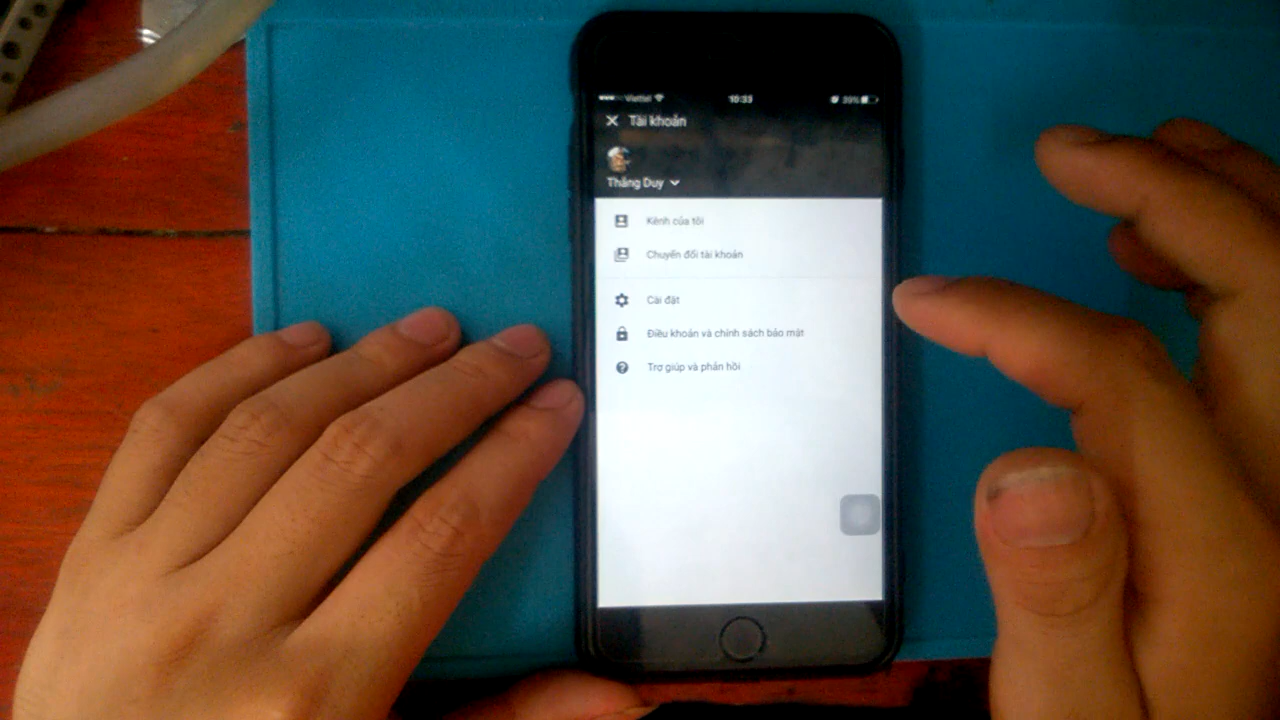 Viettel 10:33 39%
Tài khoản
Thắng Duy
Kênh của tôi
Chuyển đổi tài khoản
Cài đặt
Điều khoản và chính sách bảo mật
Trợ giúp và phản hồi